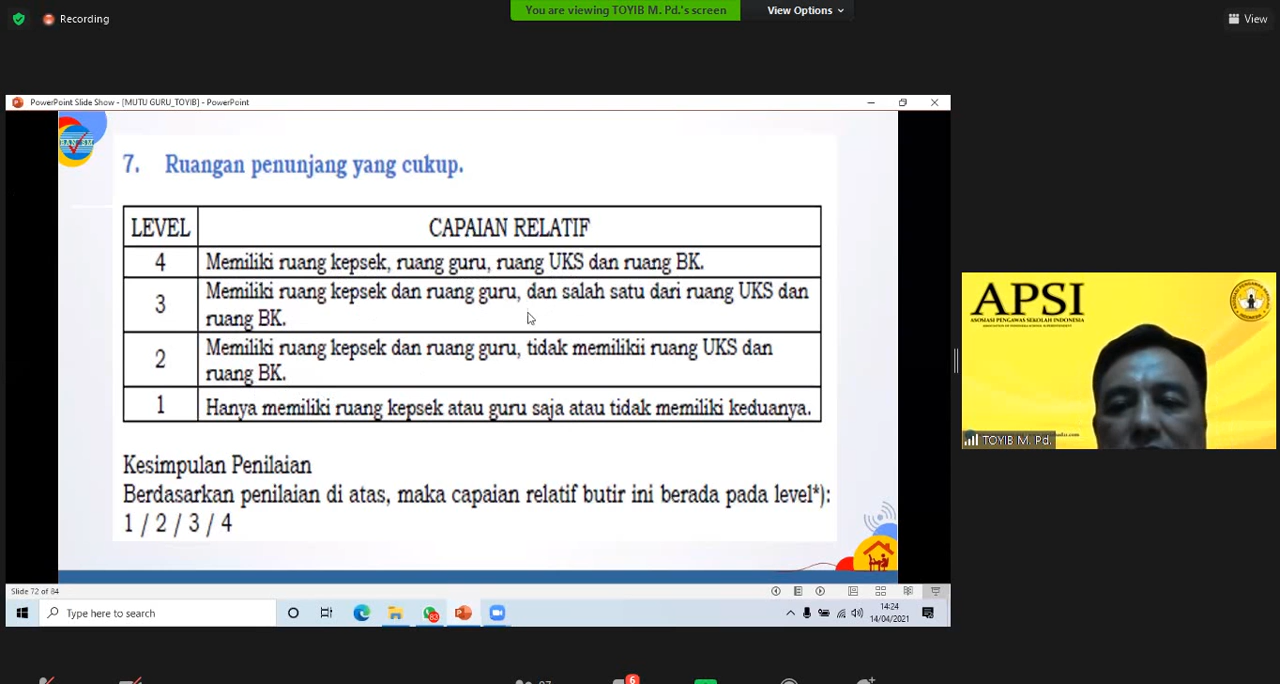 Recording
You are viewing TOYIB M. Pd.'s screen
View Options
View
PowerPoint Slide Show - [MUTU GURU_TOYIB] - PowerPoint
7. Ruangan penunjang yang cukup.
LEVEL CAPAIAN RELATIF
4 Memiliki ruang kepsek, ruang guru, ruang UKS dan ruang BK.
3 Memiliki ruang kepsek dan ruang guru, dan salah satu dari ruang UKS dan
ruang BK.
2 Memiliki ruang kepsek dan ruang guru, tidak memilikii ruang UKS dan
ruang BK.
1 Hanya memiliki ruang kepsek atau guru saja atau tidak memiliki keduanya.
Kesimpulan Penilaian
Berdasarkan penilaian di atas, maka capaian relatif butir ini berada pada level*):
1 / 2 / 3 / 4
APSI
ASOSIASI PENGAWAS SEKOLAH INDONESIA
TOYIB M. Pd.
Slide 72 of 84
Type here to search
14:24
14/04/2021
6